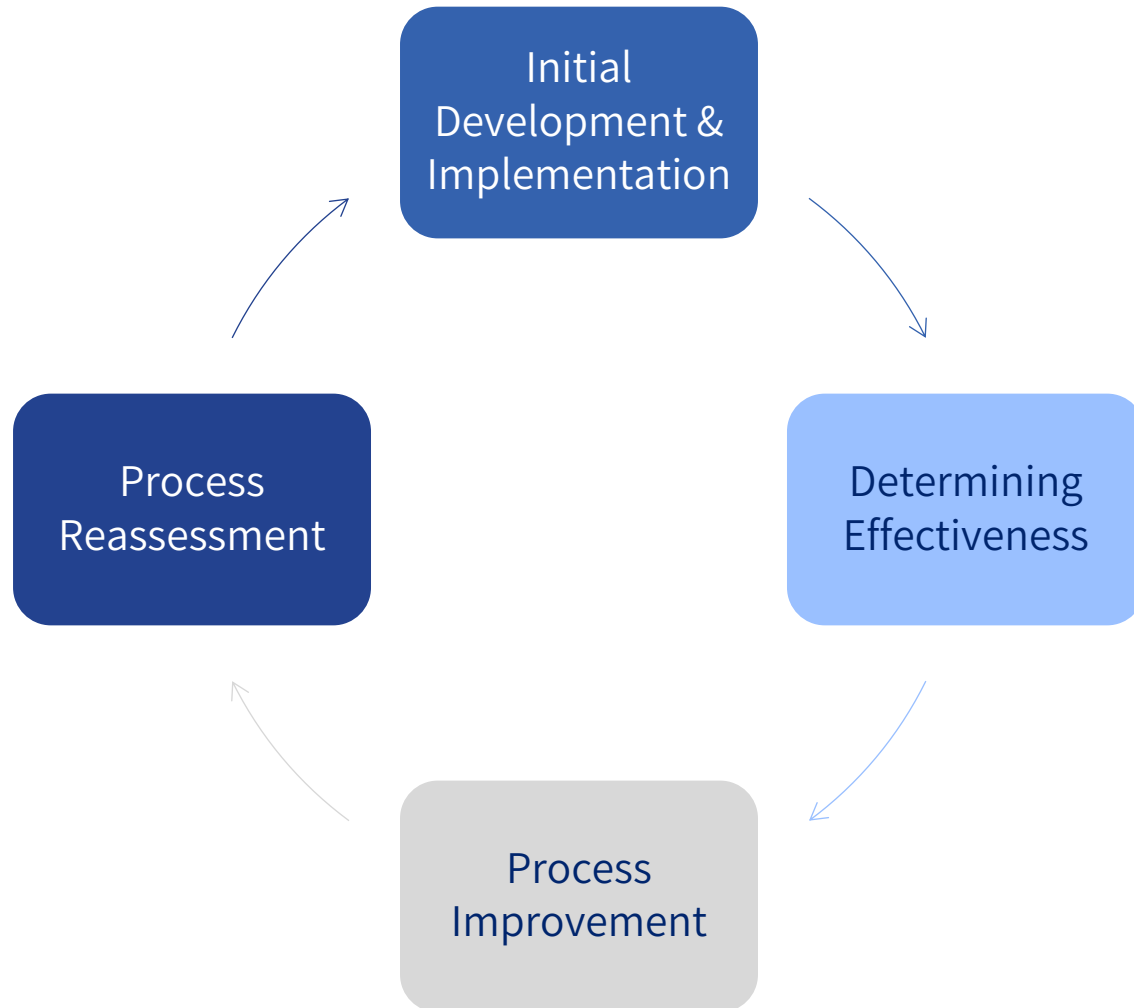 Initial
Development &
Implementation
Determining
Effectiveness
Process
Improvement
Process
Reassessment